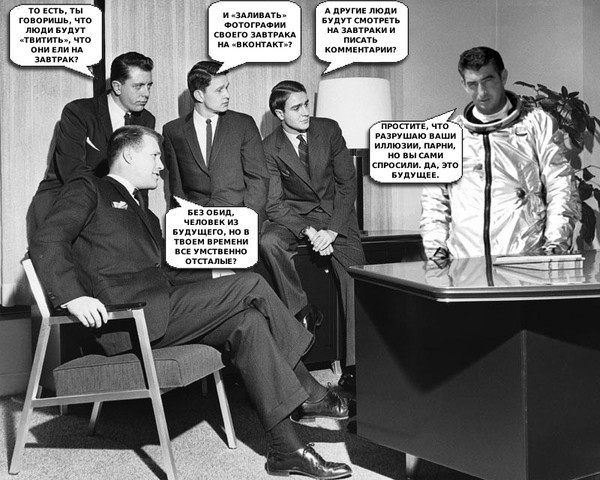 ТО ЕСТЬ, ТЫ
ГОВОРИШЬ, ЧТО
ЛЮДИ БУДУТ
«ТВИТИТЬ», ЧТО
ОНИ ЕЛИ НА
ЗАВТРАК?
И «ЗАЛИВАТЬ»
ФОТОГРАФИИ
СВОЕГО ЗАВТРАКА
НА «ВКОНТАКТ»?
А ДРУГИЕ ЛЮДИ
БУДУТ СМОТРЕТЬ
НА ЗАВТРАКИ И
ПИСАТЬ
КОММЕНТАРИИ?
ПРОСТИТЕ, ЧТО
РАЗРУШАЮ ВАШИ
ИЛЛЮЗИИ, ПАРНИ,
НО ВЫ САМИ
СПРОСИЛИ. ДА, ЭТО
БУДУЩЕЕ.
БЕЗ ОБИД,
ЧЕЛОВЕК ИЗ
БУДУЩЕГО, НО В
ТВОЕМ ВРЕМЕНИ
ВСЕ УМСТВЕННО
ОТСТАЛЫЕ?